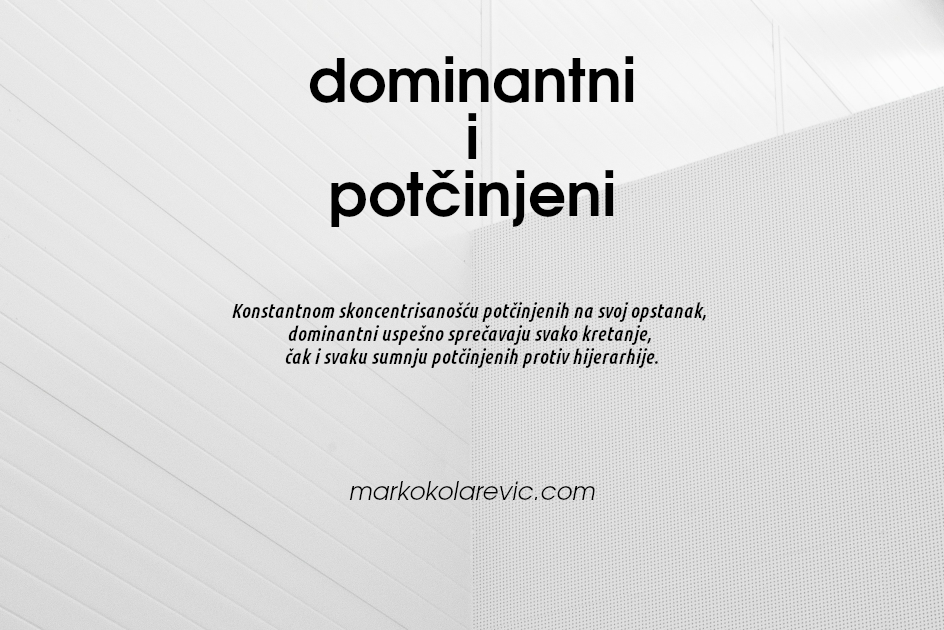 dominantni
i
potčinjeni
Konstantnom skoncentrisanošću potčinjenih na svoj opstanak,
dominantni uspešno sprečavaju svako kretanje,
čak i svaku sumnju potčinjenih protiv hijerarhije.
markokolarevic.com